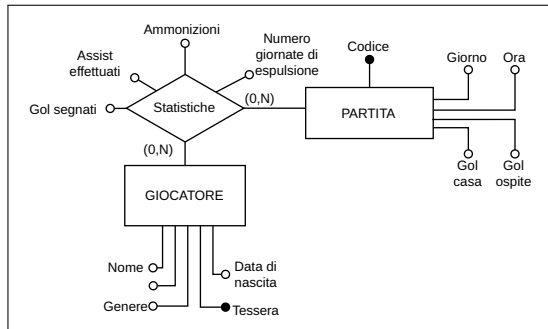 Ammonizioni
Assist
effettuati
Numero
giornate di
espulsione
Codice
Giorno
Ora
Gol segnati
Statistiche
(0,N)
PARTITA
(0,N)
Gol
casa
Gol
ospite
GIOCATORE
Nome
Data di
nascita
Genere
Tessera